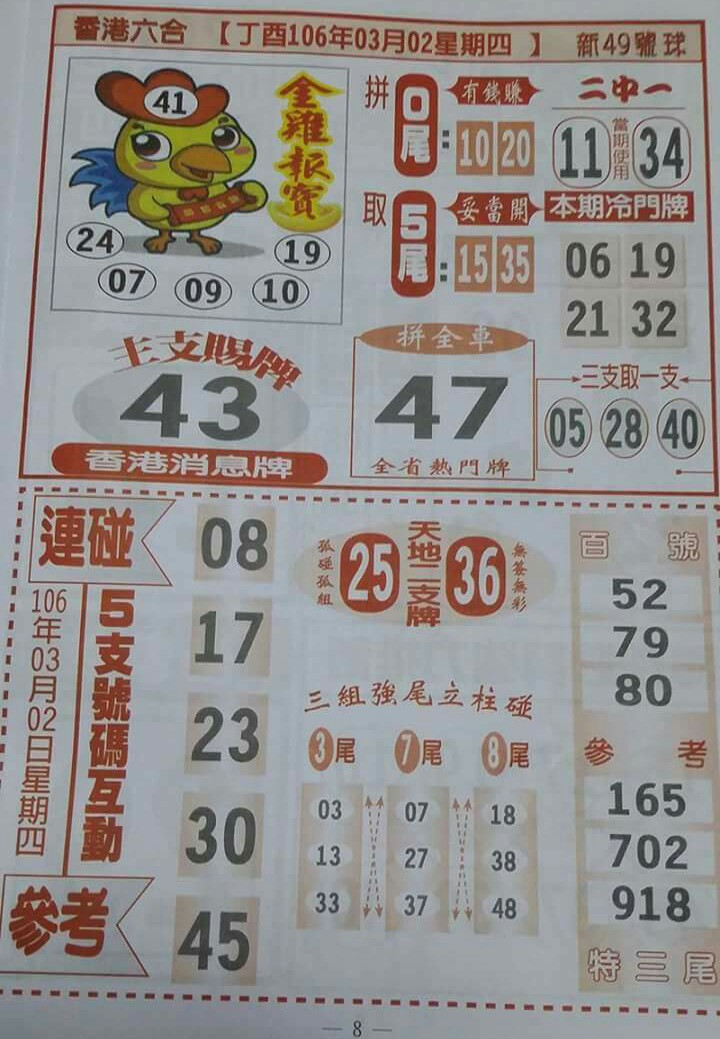 香港六合 【丁酉106年03月02星期四】 新49號球
41
金雞報寶
24
07
09
10
19
拼
0尾
有錢賺
10 20
取
5尾
妥當開
15 35
二中一
11 當期使用 34
本期冷門牌
06 19
21 32
主支賜牌
43
香港消息牌
拼全車
47
全省熱門牌
三支取一支
05 28 40
連碰
106年03月02日星期四
5支號碼互動
參考
08
17
23
30
45
孤碰孤組
25
天地二支牌
36
無簽無彩
三組強尾立柱碰
3尾 7尾 8尾
03 07 18
13 27 38
33 37 48
百號
52
79
80
參考
165
702
918
特三尾
— 8 —